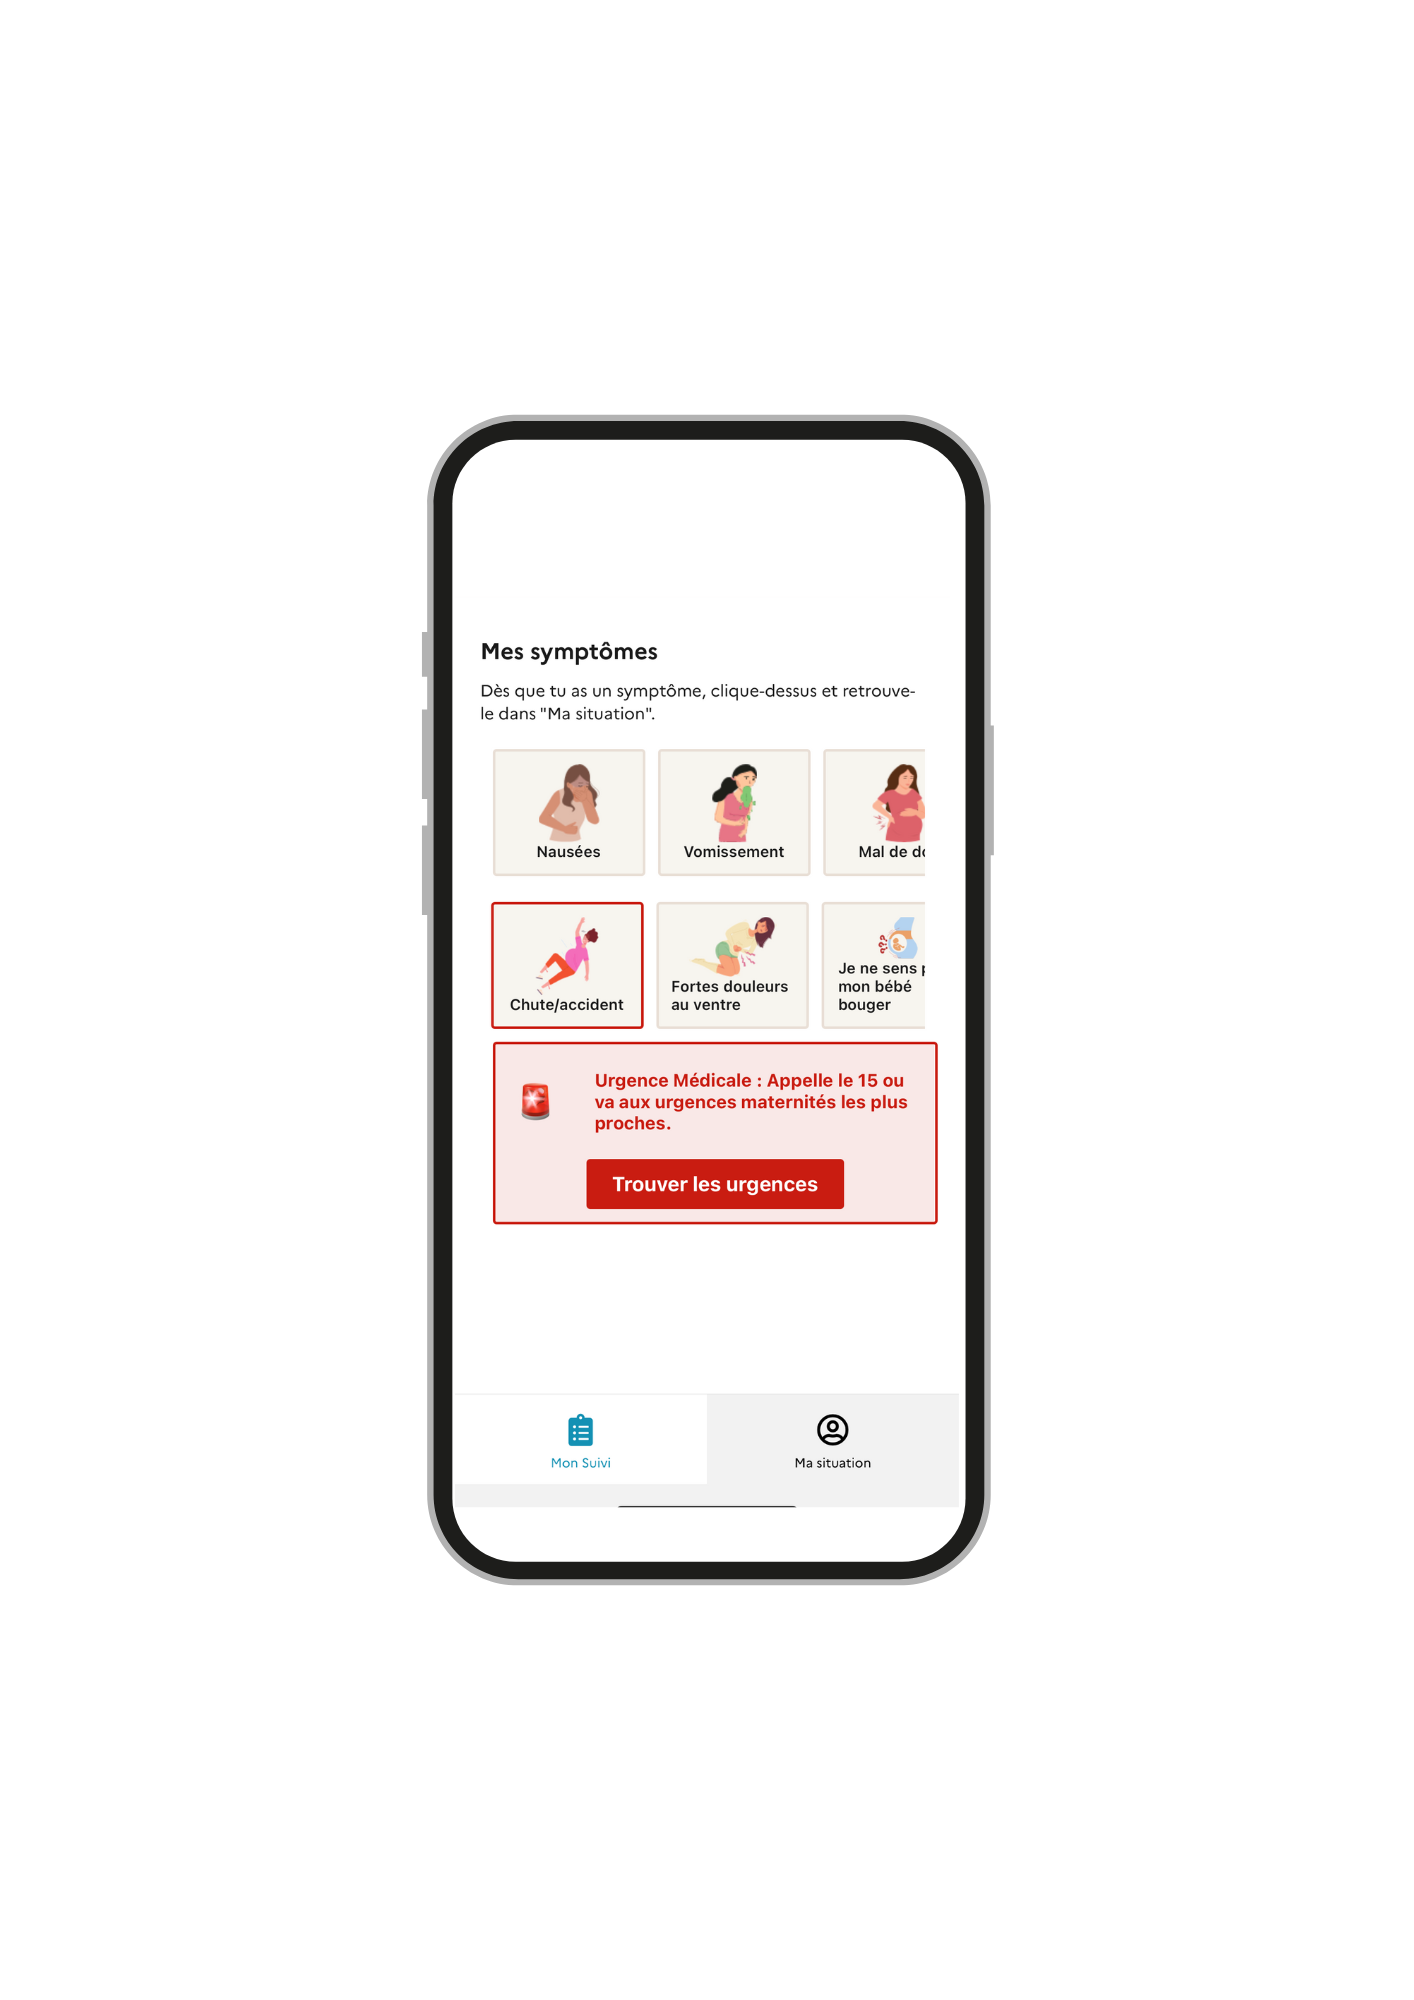 Mes symptômes
Dès que tu as un symptôme, clique-dessus et retrouve-
le dans "Ma situation".
Nausées
Vomissement
Mal de
Chute/accident
Fortes douleurs
au ventre
Je ne sens
mon bébé
bouger
Urgence Médicale : Appelle le 15 ou
va aux urgences maternités les plus
proches.
Trouver les urgences
Mon Suivi
Ma situation